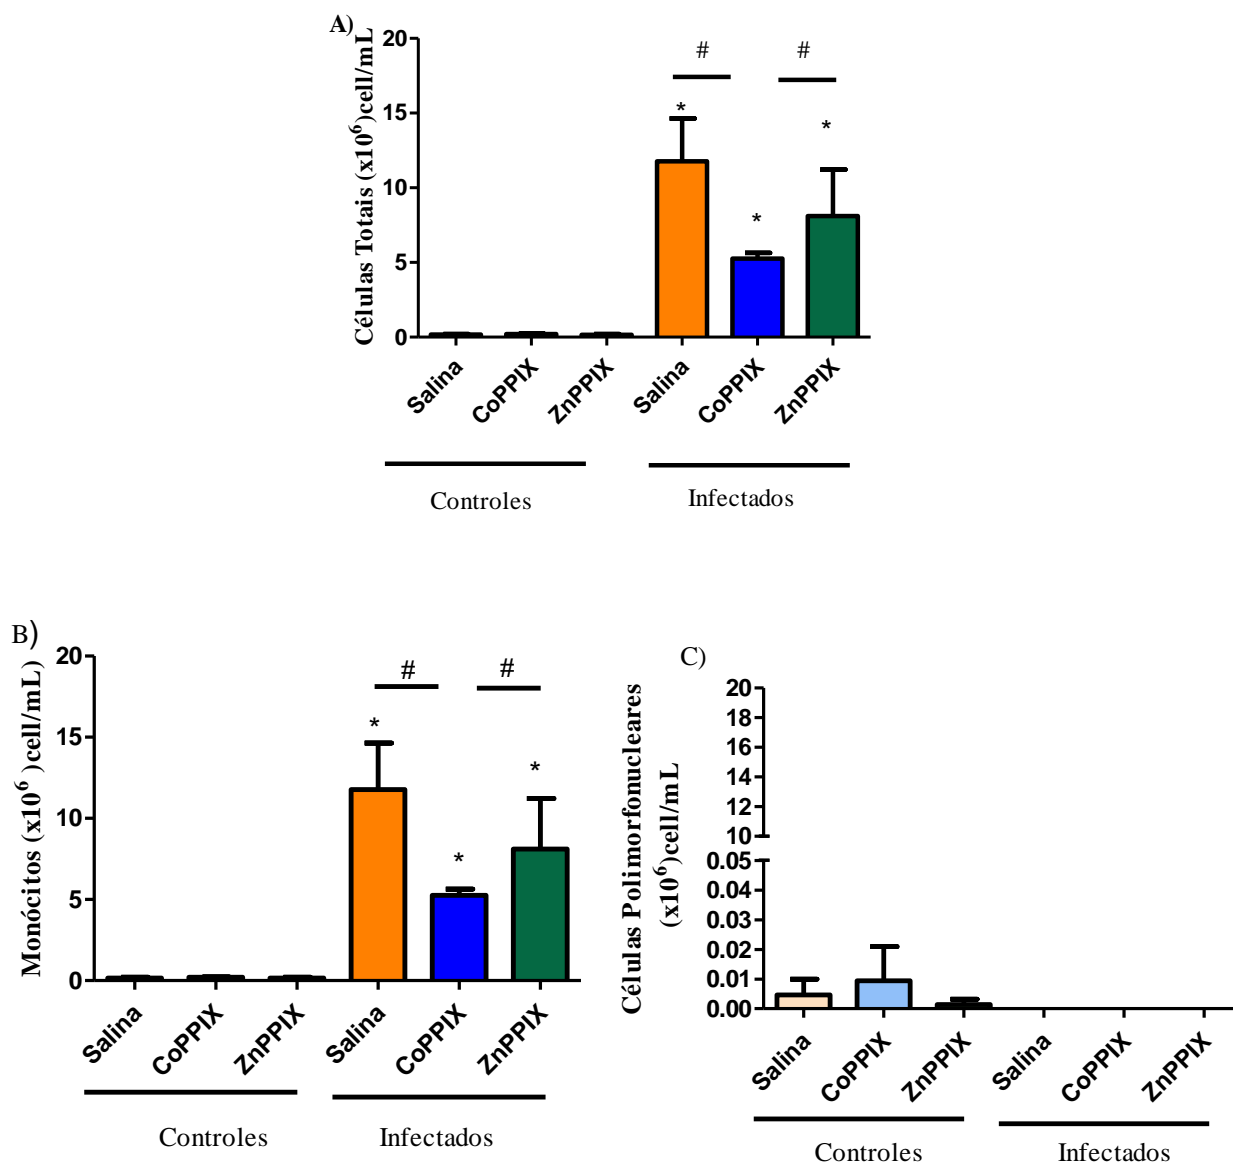 A)
Células Totais (x10⁶)cell/mL
20
15
10
5
0
#
#
*
*
*
Salina
CoPPIX
ZnPPIX
Salina
CoPPIX
ZnPPIX
Controles
Infectados
B)
Monócitos (x10⁶ )cell/mL)
20
15
10
5
0
#
#
*
*
*
Salina
CoPPIX
ZnPPIX
Salina
CoPPIX
ZnPPIX
Controles
Infectados
C)
Células Polimorfonucleares
(x10⁶)cell/mL
20
18
16
14
12
10
0.05
0.04
0.03
0.02
0.01
0.00
Salina
CoPPIX
ZnPPIX
Salina
CoPPIX
ZnPPIX
Controles
Infectados